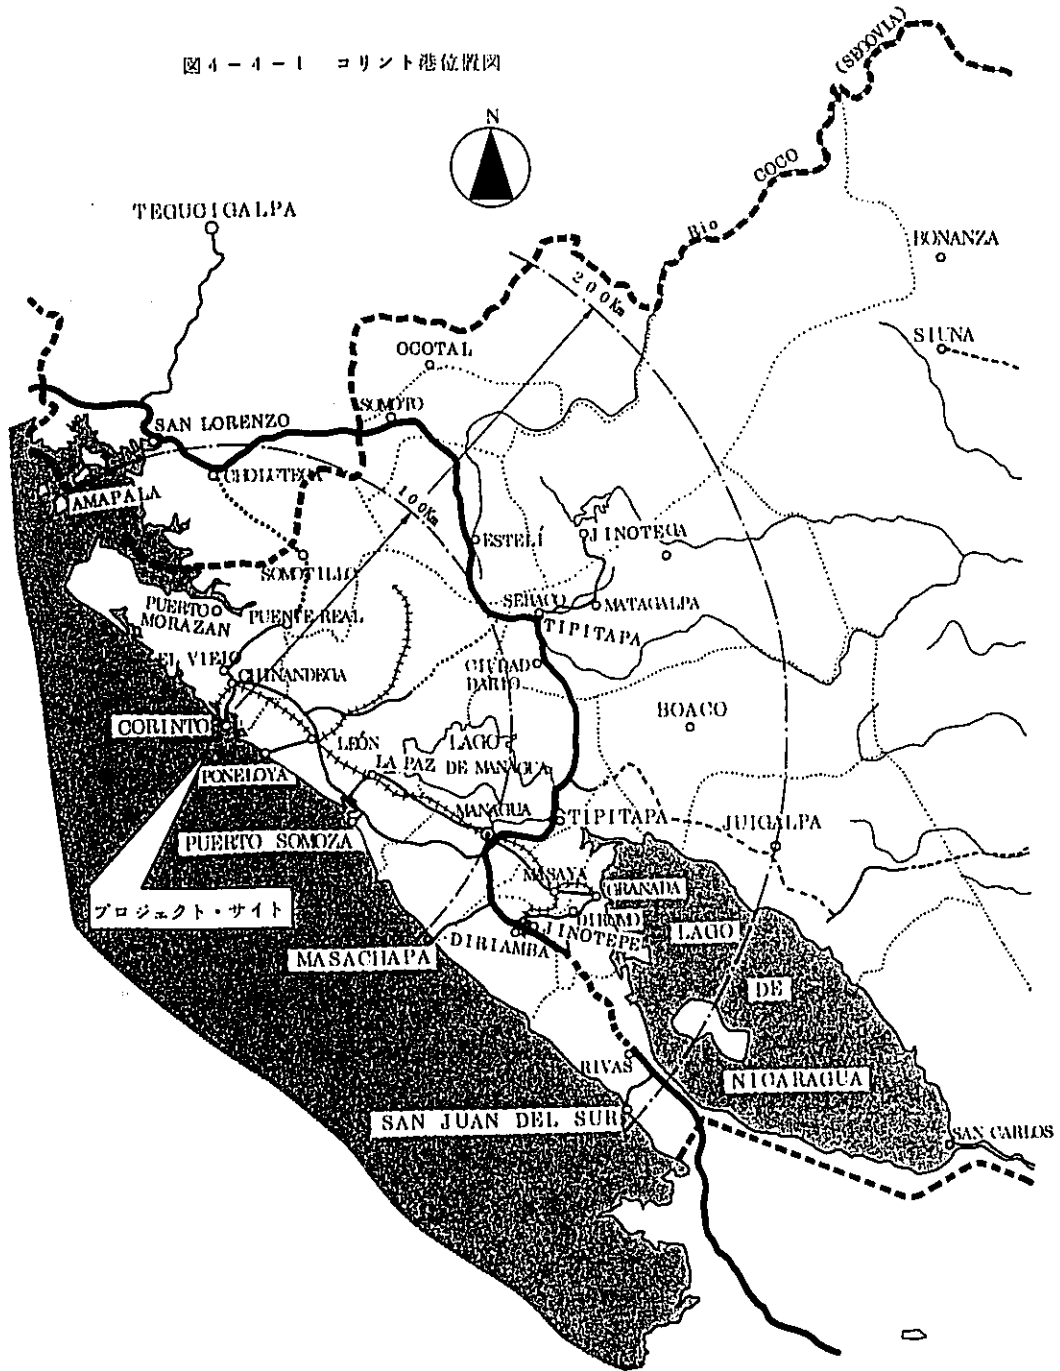 図4-4-1 コリント港位置図
(SEGOVIA)
COCO
Rio
N
TEGUCIGALPA
BONANZA
200Km
SIUNA
OCOTAL
SOMOTO
SAN LORENZO
CHOLUTECA
AMAPALA
100Km
ESTELÍ
JINOTEGA
SOMOTILLO
PUERTO
MORAZAN
PUENTE REAL
SEBACO
MATAGALPA
TIPITAPA
EL VIEJO
CHINANDEGA
CIUDAD
DARIO
CORINTO
BOACO
LEÓN
LAGO
DE MANAGUA
LA PAZ
PONELOYA
MANAGUA
TIPITAPA
JUIGALPA
PUERTO SOMOZA
MASAYA
GRANADA
プロジェクト・サイト
DIRIAMBA
JINOTEPE
LAGO
MASACHAPA
DE
RIVAS
NICARAGUA
SAN JUAN DEL SUR
SAN CARLOS